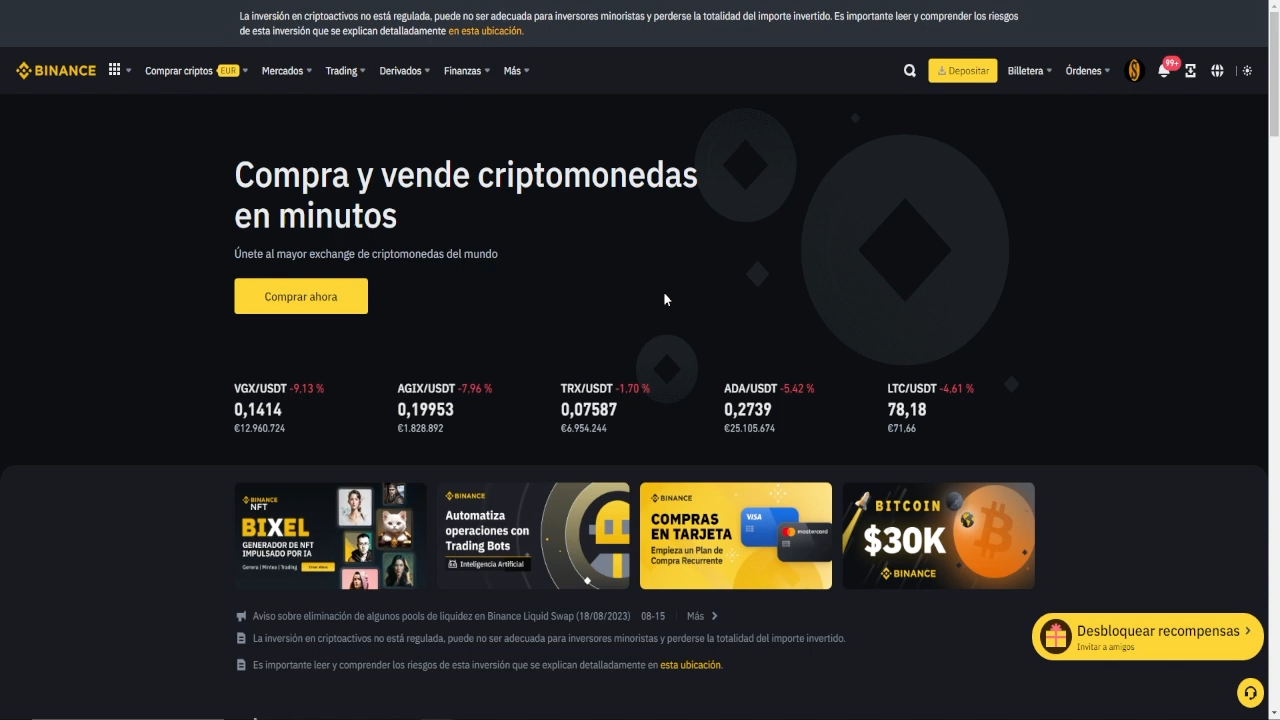 La inversión en criptoactivos no está regulada, puede no ser adecuada para inversores minoristas y perderse la totalidad del importe invertido. Es importante leer y comprender los riesgos
de esta inversión que se explican detalladamente en esta ubicación.
BINANCE Comprar criptos EUR Mercados Trading Derivados Finanzas Más Depositar Billetera Órdenes 99+
Compra y vende criptomonedas
en minutos
Únete al mayor exchange de criptomonedas del mundo
Comprar ahora
VGX/USDT -9.13 % AGIX/USDT -7,96 % TRX/USDT -1,70 % ADA/USDT -5.42 % LTC/USDT -4.61 %
0,1414 0,19953 0,07587 0,2739 78,18
€12.960.724 €1.828.892 €6.954.244 €25.105.674 €71,66
BINANCE
NFT
BIXEL
GENERADOR DE NFT
IMPULSADO POR IA
Genera | Mintea | Trading
BINANCE
Automatiza
operaciones con
Trading Bots
Inteligencia Artificial
BINANCE
COMPRAS
EN TARJETA
Empieza un Plan de
Compra Recurrente
VISA
mastercard
BITCOIN
$30K
BINANCE
Aviso sobre eliminación de algunos pools de liquidez en Binance Liquid Swap (18/08/2023) 08-15 Más
La inversión en criptoactivos no está regulada, puede no ser adecuada para inversores minoristas y perderse la totalidad del importe invertido.
Es importante leer y comprender los riesgos de esta inversión que se explican detalladamente en esta ubicación.
Desbloquear recompensas
Invitar a amigos